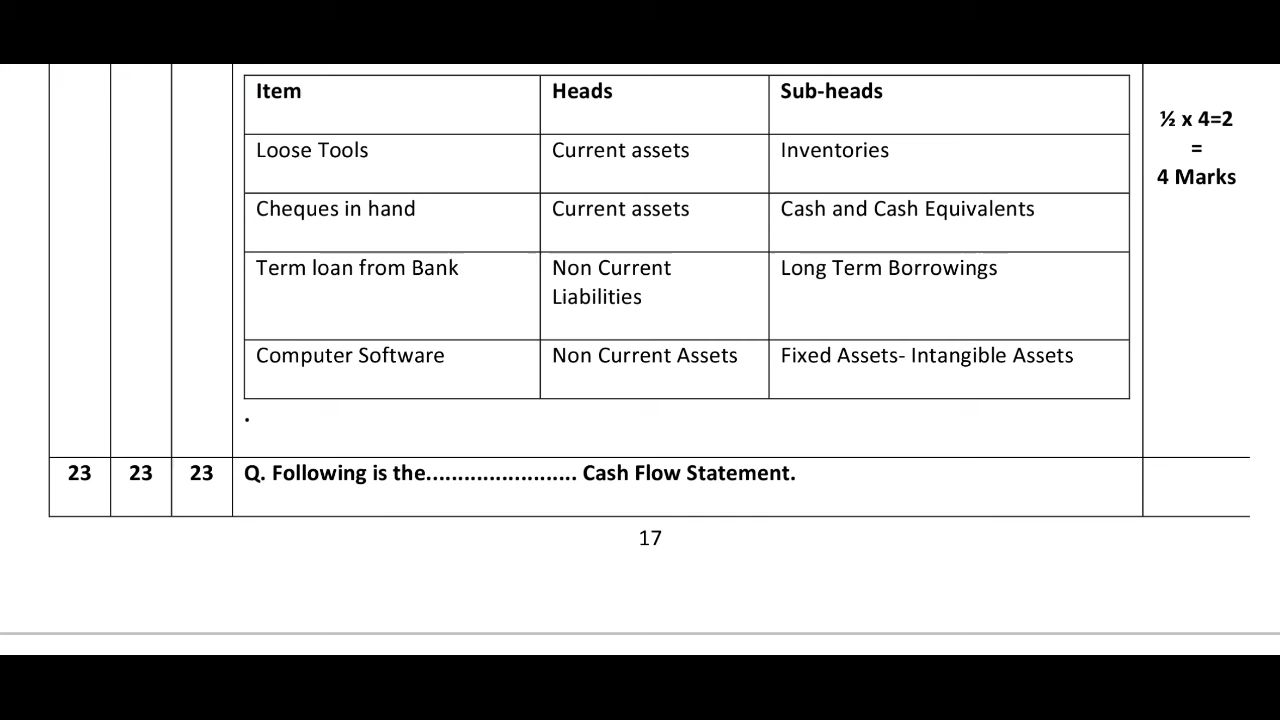 Item Heads Sub-heads
½ x 4=2
Loose Tools Current assets Inventories
=
4 Marks
Cheques in hand Current assets Cash and Cash Equivalents
Term loan from Bank Non Current Long Term Borrowings
Liabilities
Computer Software Non Current Assets Fixed Assets- Intangible Assets
.
23 23 23 Q. Following is the........................ Cash Flow Statement.
17